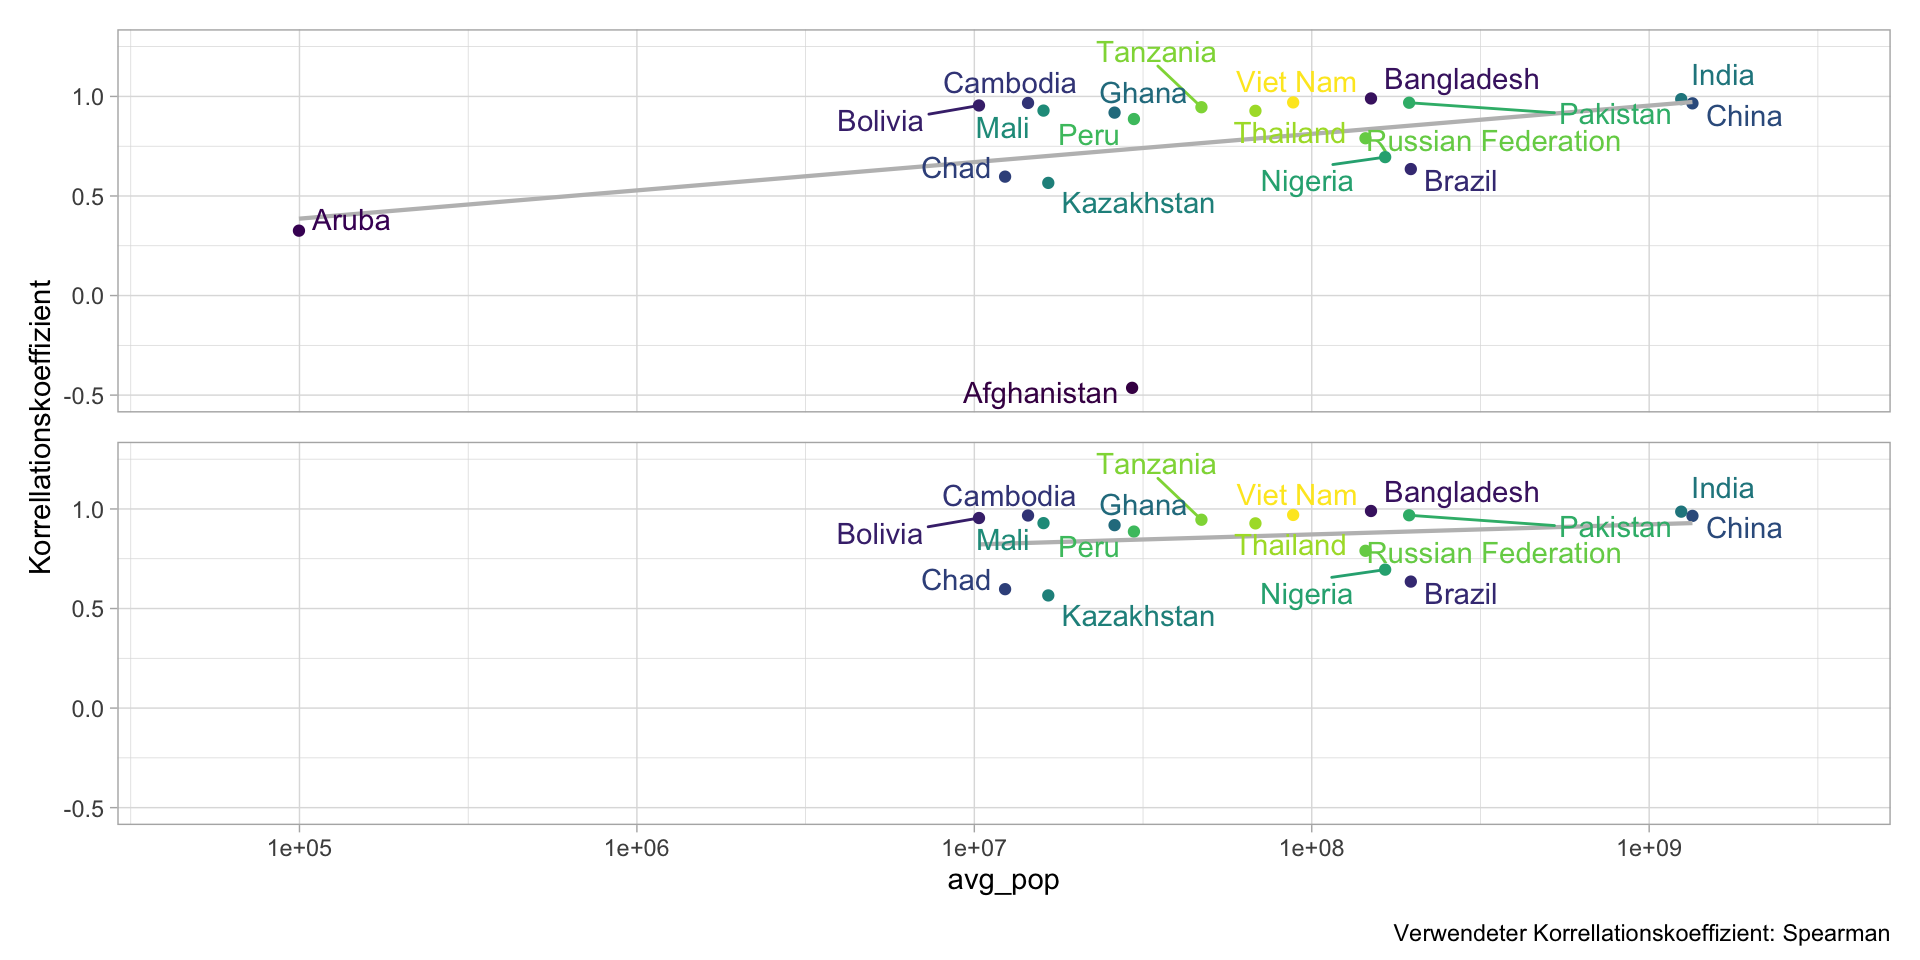 Korrellationskoeffizient
Tanzania
Cambodia
Viet Nam
Bangladesh
India
1.0
Ghana
Bolivia
Mali
Peru
Thailand
Pakistan
China
Russian Federation
Chad
Nigeria
Brazil
0.5
Kazakhstan
Aruba
0.0
Afghanistan
-0.5
Tanzania
Cambodia
Viet Nam
Bangladesh
India
1.0
Ghana
Bolivia
Mali
Peru
Thailand
Pakistan
China
Russian Federation
Chad
Nigeria
Brazil
0.5
Kazakhstan
0.0
-0.5
1e+05 1e+06 1e+07 1e+08 1e+09
avg_pop
Verwendeter Korrellationskoeffizient: Spearman